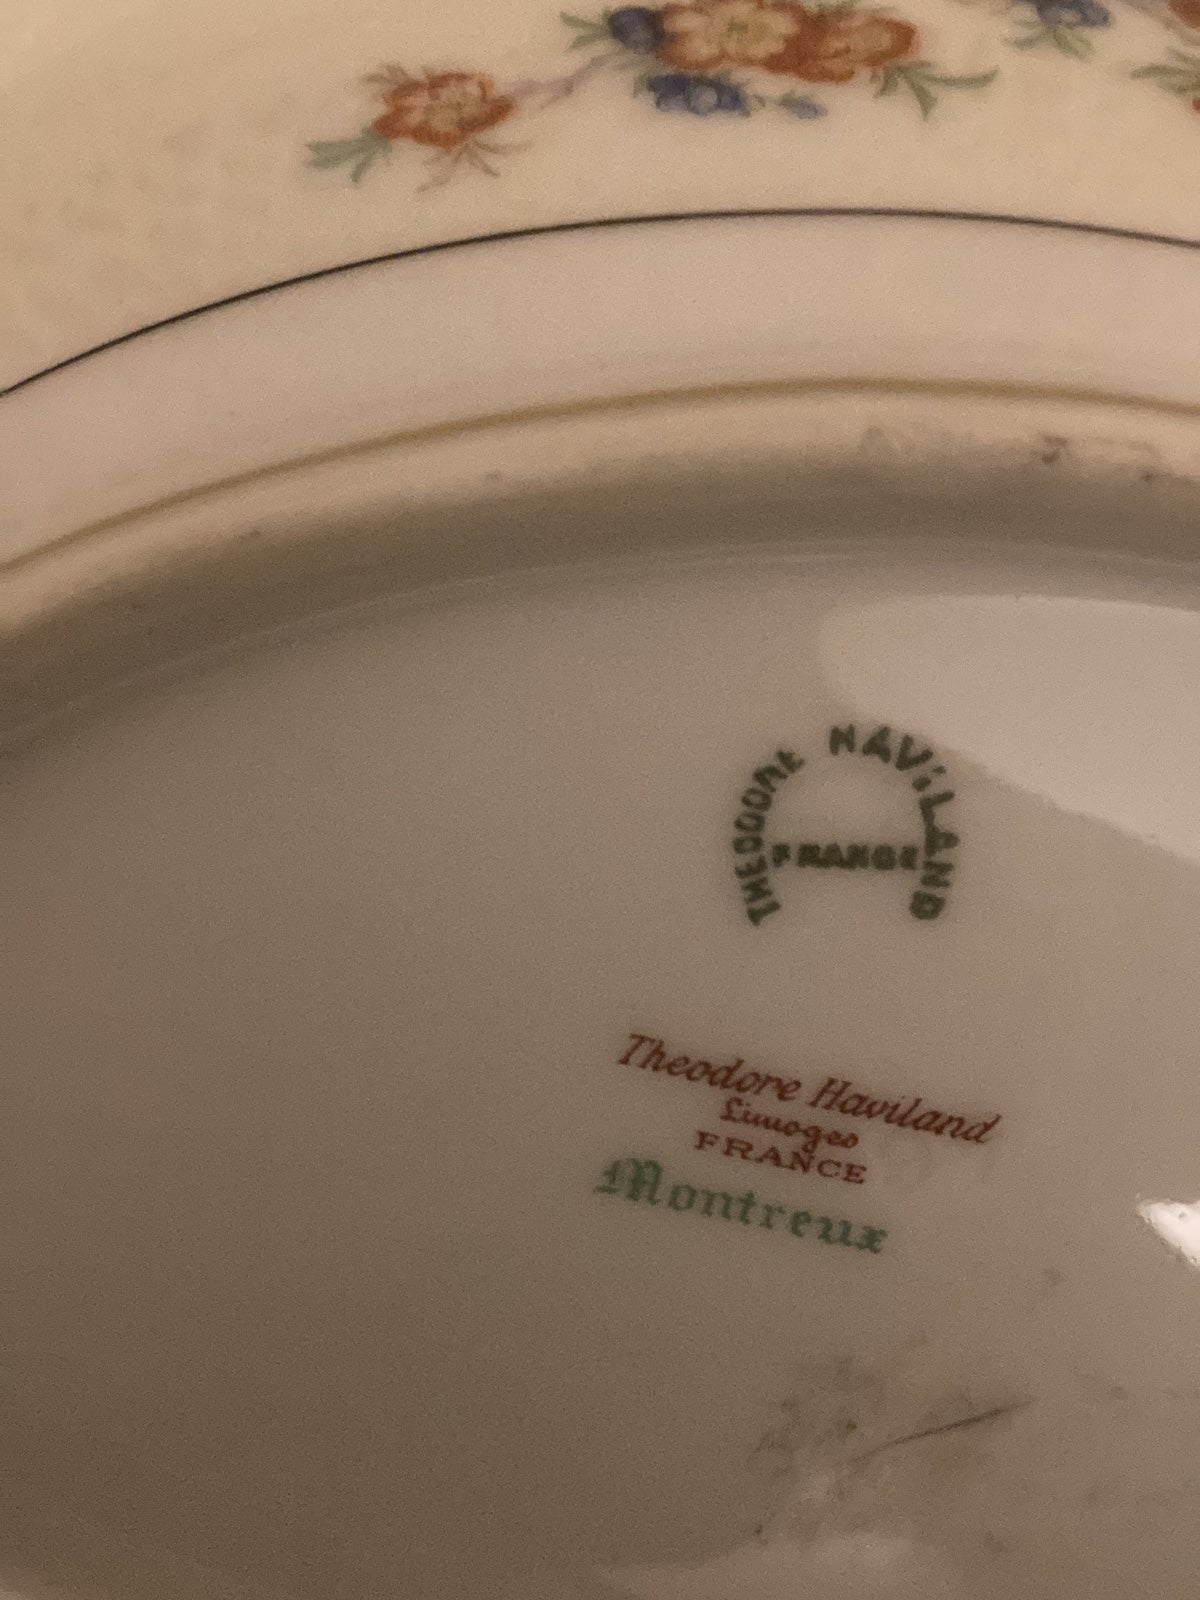 THEODORE HAVILAND
FRANCE
Theodore Haviland
Limoges
FRANCE
Montreux